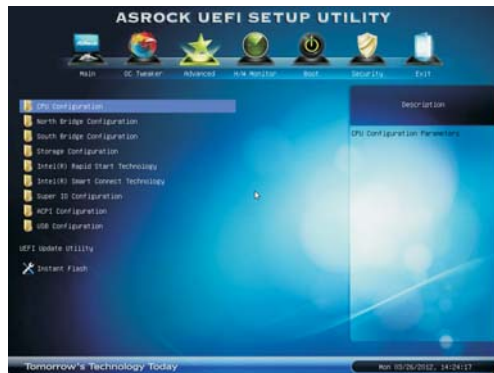 ASROCK UEFI SETUP UTILITY
Main OC Tweaker Advanced H/W Monitor Boot Security Exit
CPU Configuration
North Bridge Configuration
South Bridge Configuration
Storage Configuration
Intel(R) Rapid Start Technology
Intel(R) Smart Connect Technology
Super IO Configuration
ACPI Configuration
USB Configuration
UEFI Update Utility
Instant Flash
Description
CPU Configuration Parameters
Tomorrow's Technology Today
Mon 03/26/2012, 14:24:17